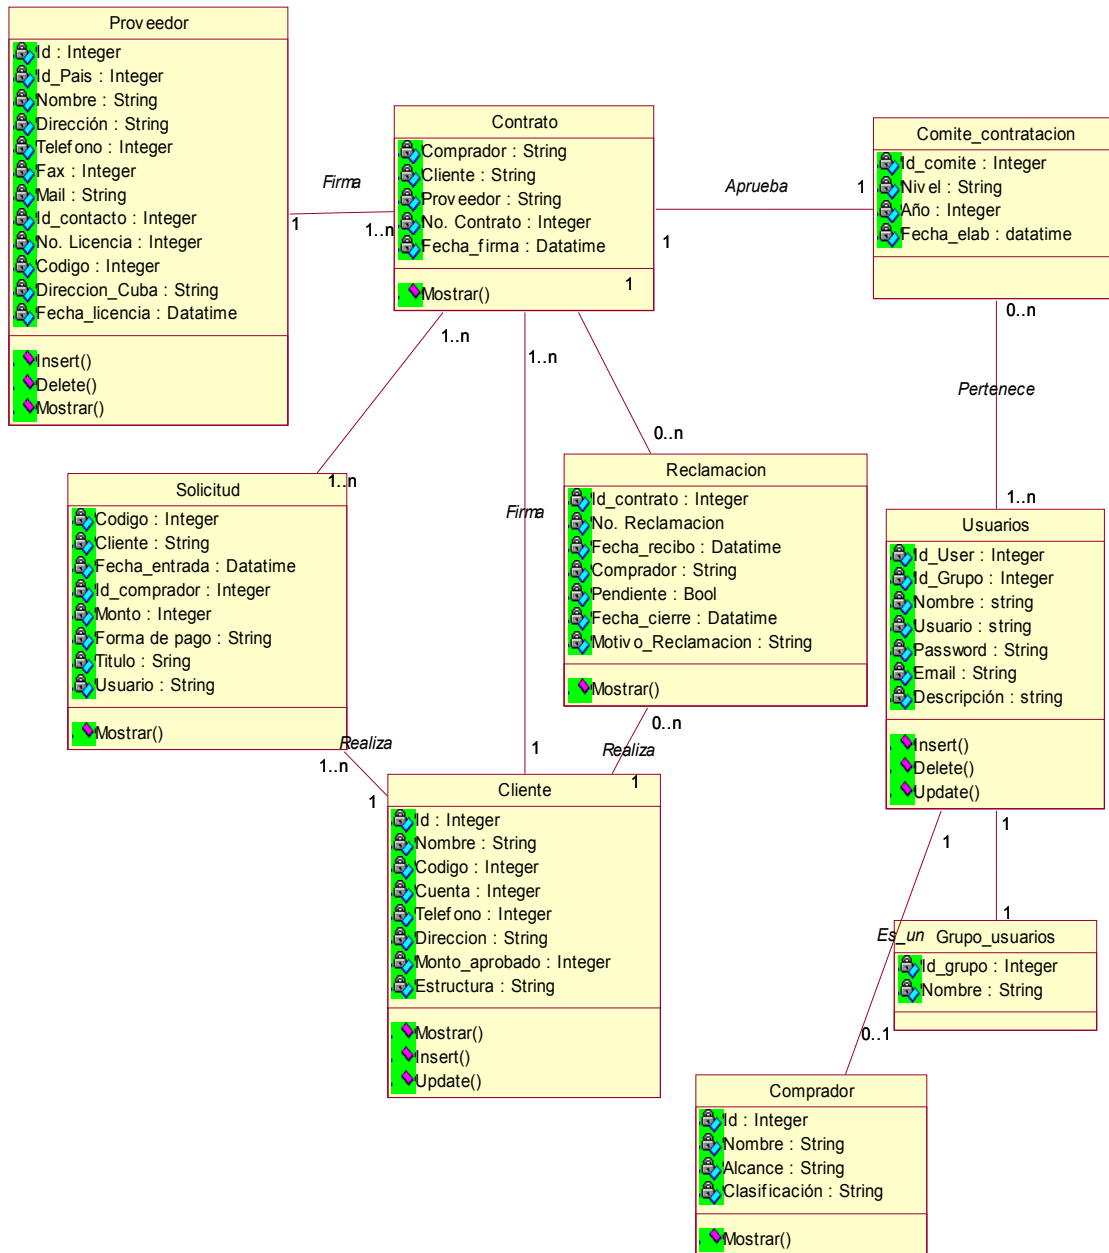 Proveedor
Id : Integer
Id_Pais : Integer
Nombre : String
Dirección : String
Telefono : Integer
Fax : Integer
Mail : String
Id_contacto : Integer
No. Licencia : Integer
Codigo : Integer
Direccion_Cuba : String
Fecha_licencia : Datatime
Insert()
Delete()
Mostrar()
Firma
1
1..n
Contrato
Comprador : String
Cliente : String
Proveedor : String
No. Contrato : Integer
Fecha_firma : Datatime
Mostrar()
1
Aprueba
1
1
Comite_contratacion
Id_comite : Integer
Nivel : String
Año : Integer
Fecha_elab : datatime
0..n
Pertenece
1..n
1..n
1..n
1..n
Firma
1
0..n
Solicitud
Codigo : Integer
Cliente : String
Fecha_entrada : Datatime
Id_comprador : Integer
Monto : Integer
Forma de pago : String
Titulo : Sring
Usuario : String
Mostrar()
Reclamacion
Id_contrato : Integer
No. Reclamacion
Fecha_recibo : Datatime
Comprador : String
Pendiente : Bool
Fecha_cierre : Datatime
Motivo_Reclamacion : String
Mostrar()
Usuarios
Id_User : Integer
Id_Grupo : Integer
Nombre : string
Usuario : string
Password : String
Email : String
Descripción : string
Insert()
Delete()
Update()
Realiza
1..n
1
Realiza
0..n
1
Cliente
Id : Integer
Nombre : String
Codigo : Integer
Cuenta : Integer
Telefono : Integer
Direccion : String
Monto_aprobado : Integer
Estructura : String
Mostrar()
Insert()
Update()
1
1
1
Es_un
0..1
Grupo_usuarios
Id_grupo : Integer
Nombre : String
Comprador
Id : Integer
Nombre : String
Alcance : String
Clasificación : String
Mostrar()